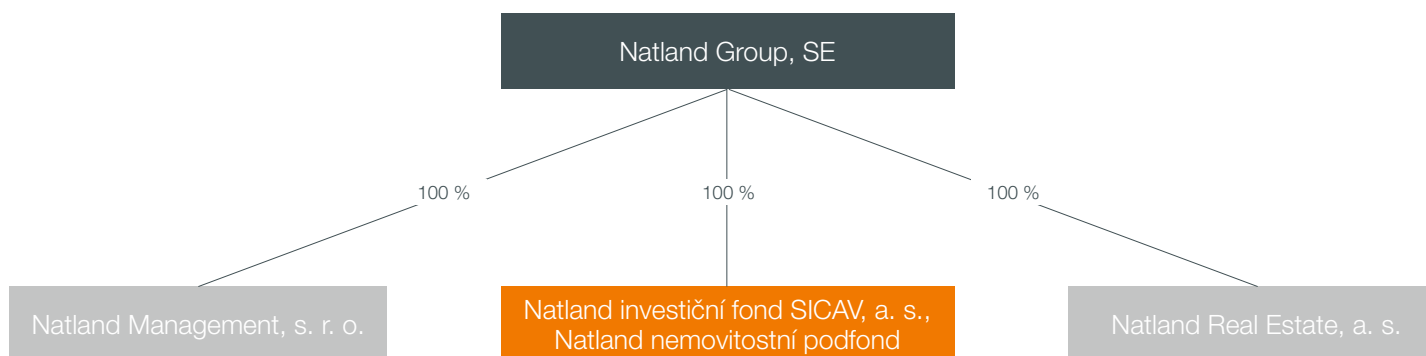 Natland Group, SE
100 %
100 %
100 %
Natland Management, s. r. o.
Natland investiční fond SICAV, a. s.,
Natland nemovitostní podfond
Natland Real Estate, a. s.